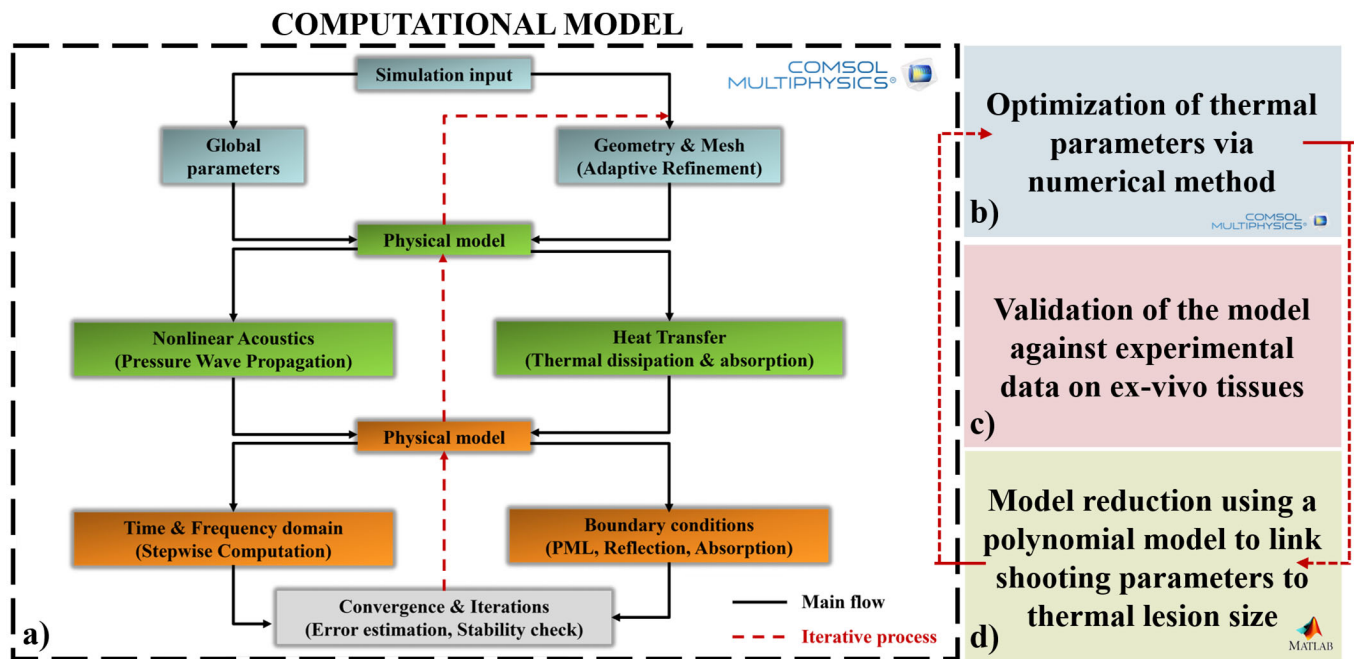 COMPUTATIONAL MODEL
Simulation input
COMSOL
MULTIPHYSICS®
Global
parameters
Geometry & Mesh
(Adaptive Refinement)
Physical model
Nonlinear Acoustics
(Pressure Wave Propagation)
Heat Transfer
(Thermal dissipation & absorption)
Physical model
Time & Frequency domain
(Stepwise Computation)
Boundary conditions
(PML, Reflection, Absorption)
Convergence & Iterations
(Error estimation, Stability check)
Main flow
Iterative process
a)
Optimization of thermal
parameters via
numerical method
b)
COMSOL
MULTIPHYSICS®
Validation of the model
against experimental
data on ex-vivo tissues
c)
Model reduction using a
polynomial model to link
shooting parameters to
thermal lesion size
d)
MATLAB